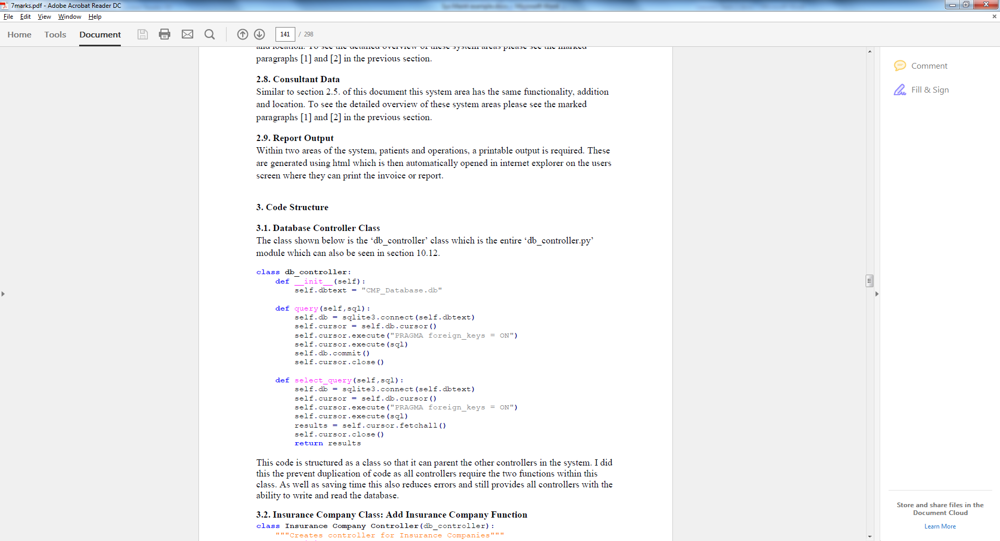 7marks.pdf - Adobe Acrobat Reader DC
File Edit View Window Help
Home Tools Document 141 / 298
and location. To see the detailed overview of these system areas please see the marked
paragraphs [1] and [2] in the previous section.
2.8. Consultant Data
Similar to section 2.5. of this document this system area has the same functionality, addition
and location. To see the detailed overview of these system areas please see the marked
paragraphs [1] and [2] in the previous section.
2.9. Report Output
Within two areas of the system, patients and operations, a printable output is required. These
are generated using html which is then automatically opened in internet explorer on the users
screen where they can print the invoice or report.
3. Code Structure
3.1. Database Controller Class
The class shown below is the ‘db_controller’ class which is the entire ‘db_controller.py’
module which can also be seen in section 10.12.
class db_controller:
    def __init__(self):
        self.dbtext = "CMP_Database.db"
    def query(self,sql):
        self.db = sqlite3.connect(self.dbtext)
        self.cursor = self.db.cursor()
        self.cursor.execute("PRAGMA foreign_keys = ON")
        self.cursor.execute(sql)
        self.db.commit()
        self.cursor.close()
    def select_query(self,sql):
        self.db = sqlite3.connect(self.dbtext)
        self.cursor = self.db.cursor()
        self.cursor.execute("PRAGMA foreign_keys = ON")
        self.cursor.execute(sql)
        results = self.cursor.fetchall()
        self.cursor.close()
        return results
This code is structured as a class so that it can parent the other controllers in the system. I did
this the prevent duplication of code as all controllers require the two functions within this
class. As well as saving time this also reduces errors and still provides all controllers with the
ability to write and read the database.
3.2. Insurance Company Class: Add Insurance Company Function
class Insurance Company Controller(db_controller):
    """Creates controller for Insurance Companies"""
Comment
Fill & Sign
Store and share files in the
Document Cloud
Learn More